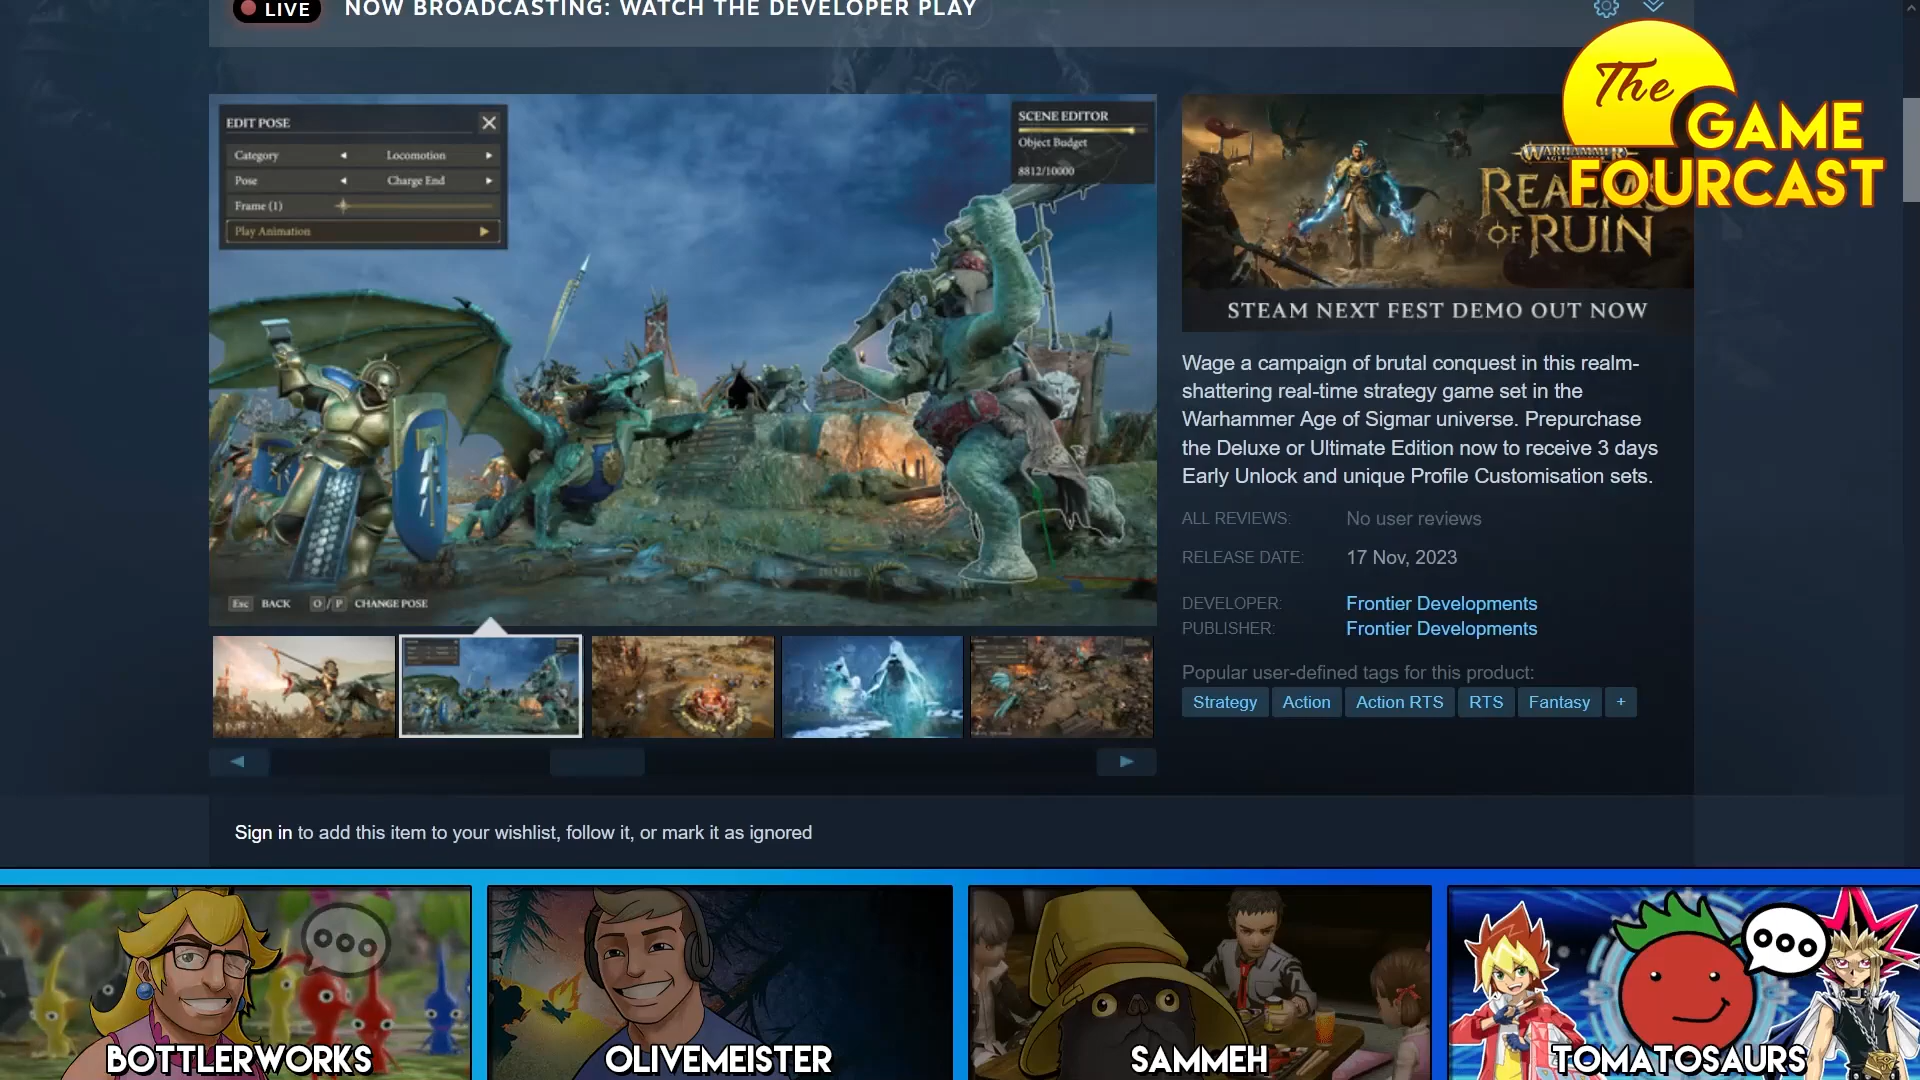 LIVE
NOW BROADCASTING: WATCH THE DEVELOPER PLAY
The
GAME
FOURCAST
EDIT POSE
Category
Locomotion
Pose
Charge End
Frame (1)
Play Animation
Esc BACK O / P CHANGE POSE
SCENE EDITOR
Object Budget
8812/10000
WARHAMMER
OF RUIN
STEAM NEXT FEST DEMO OUT NOW
Wage a campaign of brutal conquest in this realm-
shattering real-time strategy game set in the
Warhammer Age of Sigmar universe. Prepurchase
the Deluxe or Ultimate Edition now to receive 3 days
Early Unlock and unique Profile Customisation sets.
ALL REVIEWS: No user reviews
RELEASE DATE: 17 Nov, 2023
DEVELOPER: Frontier Developments
PUBLISHER: Frontier Developments
Popular user-defined tags for this product:
Strategy Action Action RTS RTS Fantasy +
Sign in to add this item to your wishlist, follow it, or mark it as ignored
BOTTLERWORKS
OLIVEMEISTER
SAMMEH
TOMATOSAURS